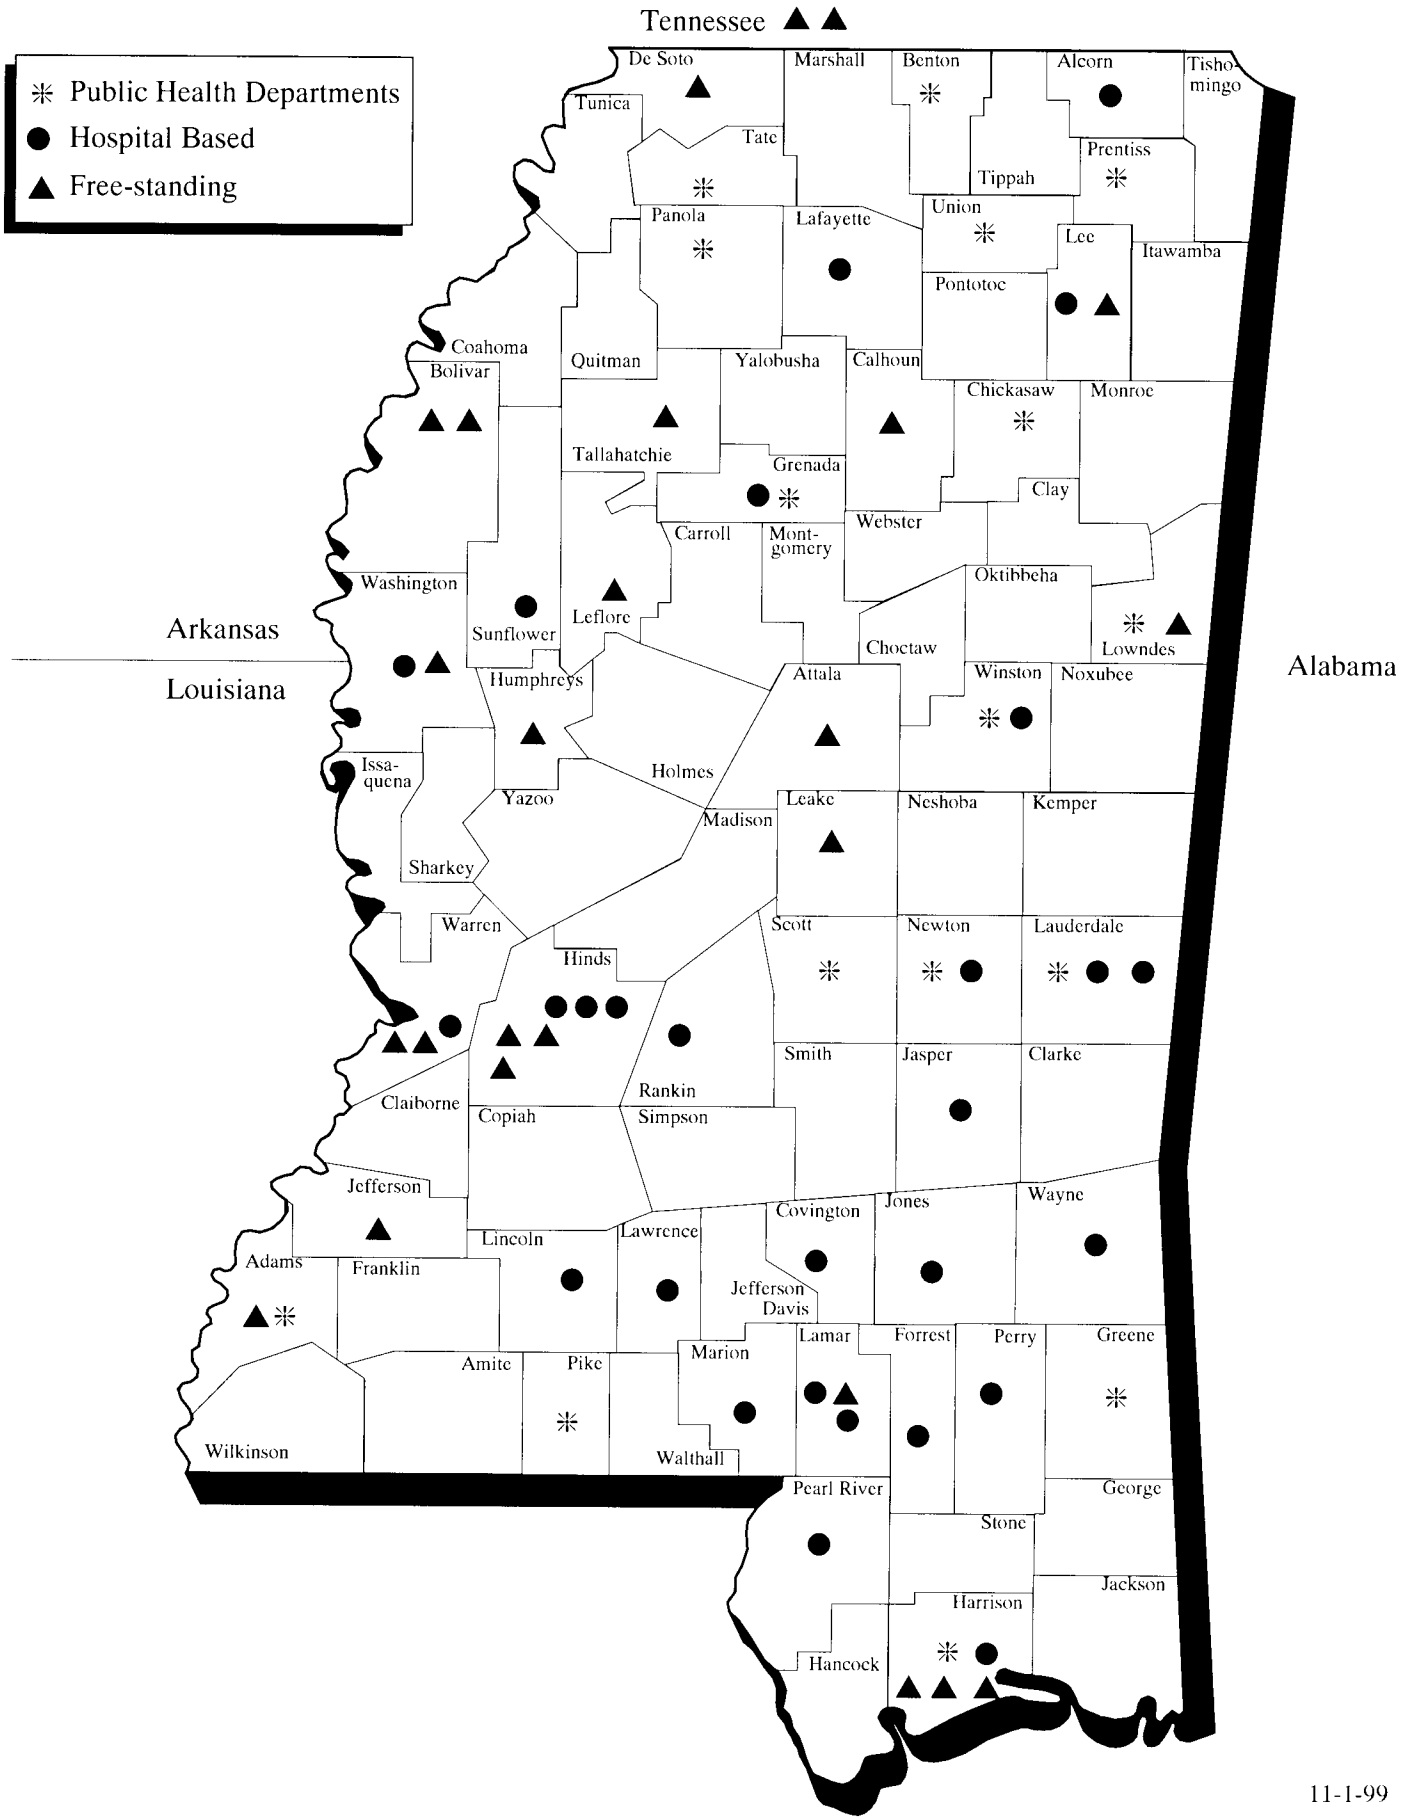 Tennessee
Public Health Departments
Hospital Based
Free-standing
De Soto
Marshall
Benton
Alcorn
Tisho-
mingo
Tunica
Tate
Prentiss
Tippah
Panola
Lafayette
Union
Lee
Itawamba
Pontotoc
Coahoma
Quitman
Yalobusha
Calhoun
Bolivar
Chickasaw
Monroe
Tallahatchie
Grenada
Clay
Carroll
Mont-
gomery
Webster
Washington
Oktibbeha
Leflore
Sunflower
Arkansas
Choctaw
Lowndes
Louisiana
Humphreys
Attala
Winston
Noxubee
Alabama
Issa-
quena
Holmes
Yazoo
Madison
Leake
Neshoba
Kemper
Sharkey
Warren
Scott
Newton
Lauderdale
Hinds
Smith
Jasper
Clarke
Rankin
Claiborne
Copiah
Simpson
Jefferson
Wayne
Jones
Covington
Lawrence
Lincoln
Adams
Franklin
Jefferson
Davis
Lamar
Forrest
Perry
Greene
Marion
Amite
Pike
Wilkinson
Walthall
Pearl River
George
Stone
Jackson
Harrison
Hancock
11-1-99